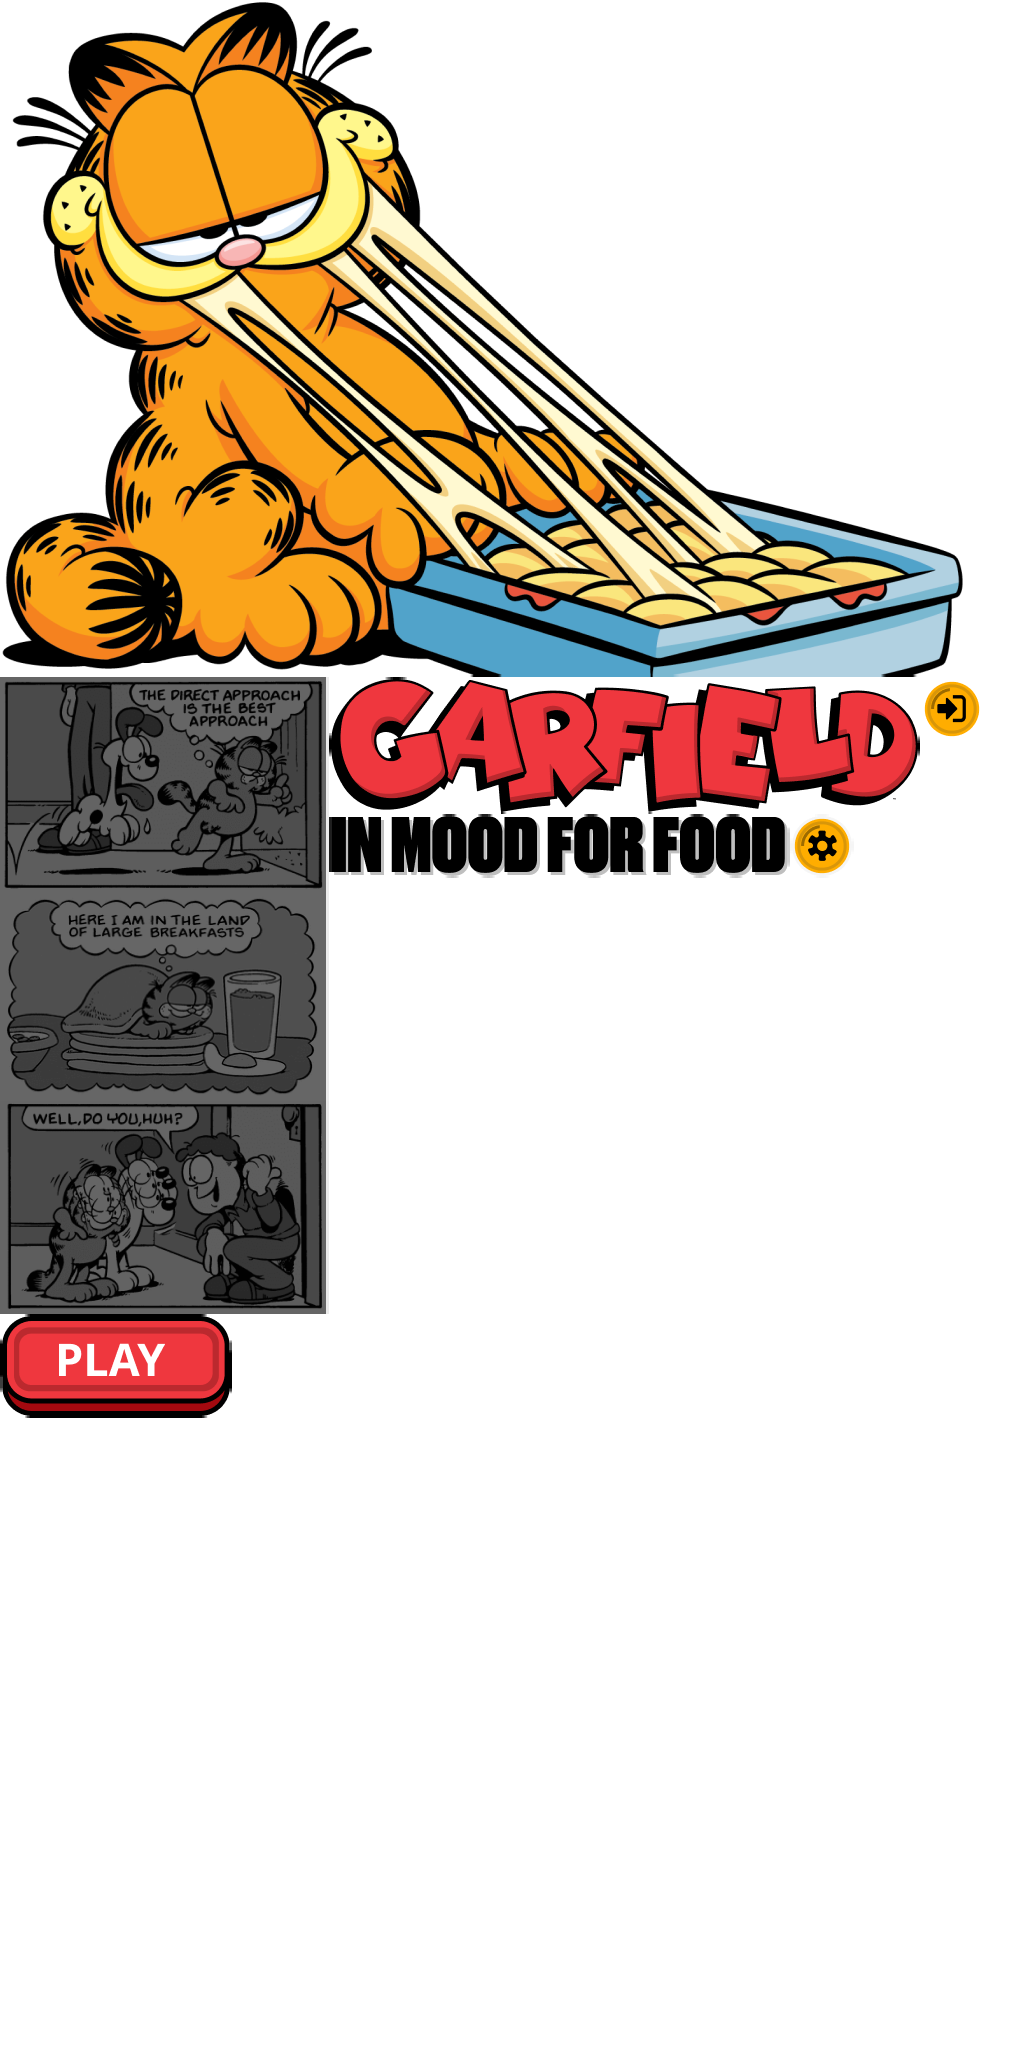 THE DIRECT APPROACH
IS THE BEST
APPROACH
HERE I AM IN THE LAND
OF LARGE BREAKFASTS
WELL, DO YOU, HUH?
GARFIELD
IN MOOD FOR FOOD
PLAY